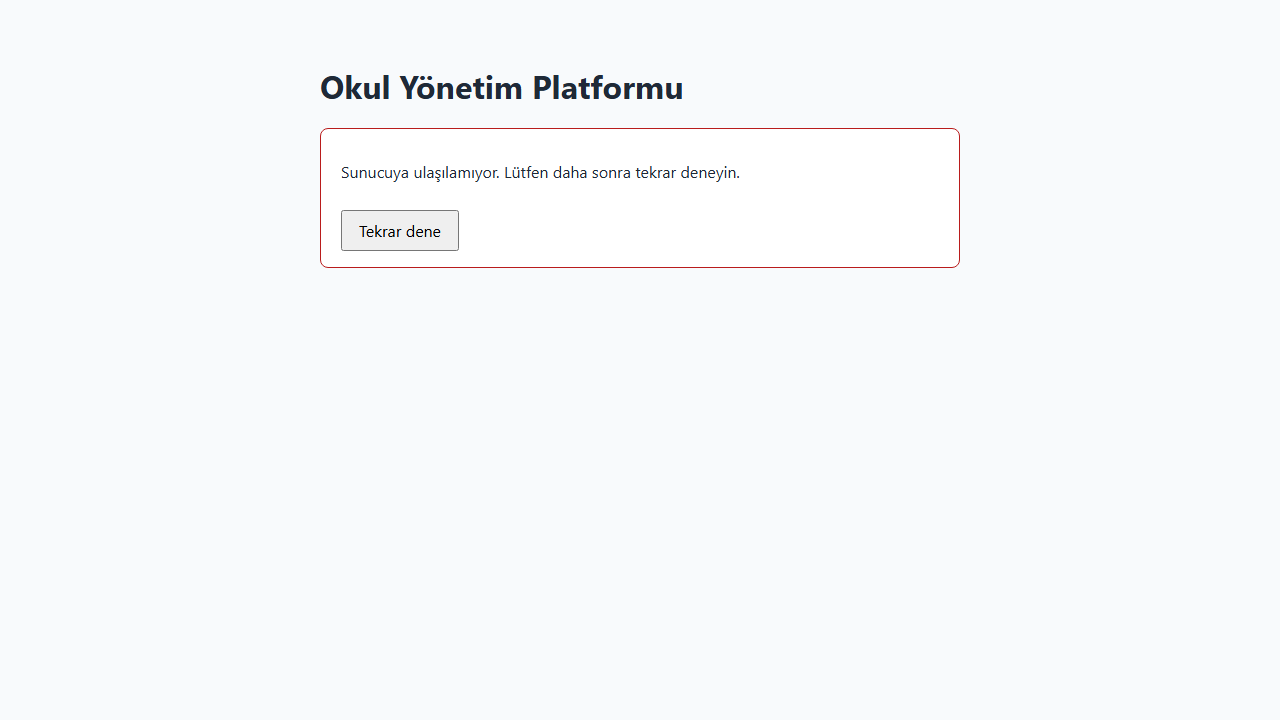 Okul Yönetim Platformu
Sunucuya ulaşılamıyor. Lütfen daha sonra tekrar deneyin.
Tekrar dene